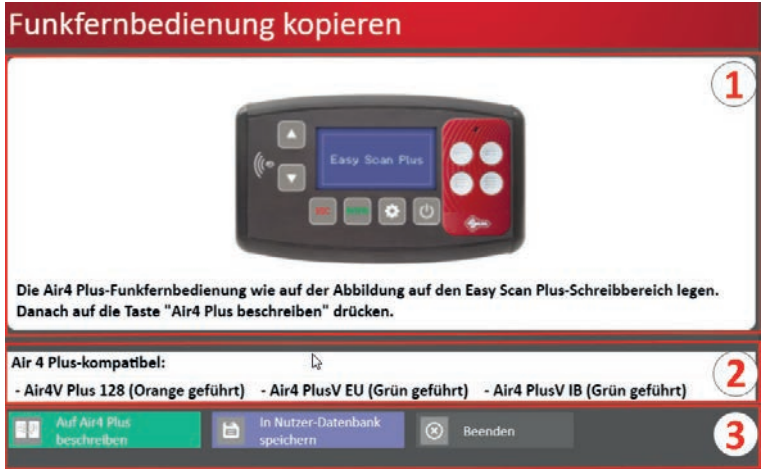 Funkfernbedienung kopieren
1
Easy Scan Plus
REC
Die Air4 Plus-Funkfernbedienung wie auf der Abbildung auf den Easy Scan Plus-Schreibbereich legen.
Danach auf die Taste "Air4 Plus beschreiben" drücken.
Air 4 Plus-kompatibel:
- Air4V Plus 128 (Orange geführt) - Air4 PlusV EU (Grün geführt) - Air4 PlusV IB (Grün geführt)
2
Auf Air4 Plus
beschreiben
In Nutzer-Datenbank
speichern
Beenden
3